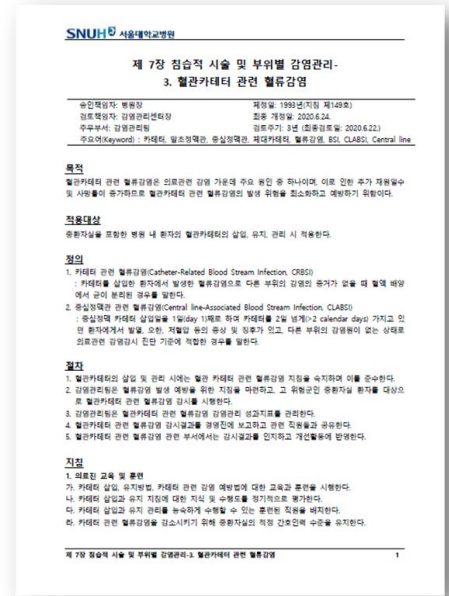 SNUH 서울대학교병원
제 7장 침습적 시술 및 부위별 감염관리-
3. 혈관카테터 관련 혈류감염
승인책임자: 병원장 제정일: 1993년(지침 제149호)
검토책임자: 감염관리센터장 최종 개정일: 2020.6.24.
주무부서: 감염관리팀 검토주기: 3년 (최종검토일: 2020.6.22.)
주요어(Keyword) : 카테터, 말초정맥관, 중심정맥관, 제대카테터, 혈류감염, BSI, CLABSI, Central line
목적
혈관카테터 관련 혈류감염은 의료관련 감염 가운데 주요 원인 중 하나이며, 이로 인한 추가 재원일수
및 사망률이 증가하므로 혈관카테터 관련 혈류감염의 발생 위험을 최소화하고 예방하기 위함이다.
적용대상
중환자실을 포함한 병원 내 환자의 혈관카테터의 삽입, 유지, 관리 시 적용한다.
정의
1. 카테터 관련 혈류감염(Catheter-Related Blood Stream Infection, CRBSI)
: 카테터를 삽입한 환자에서 발생한 혈류감염으로 다른 부위의 감염의 증거가 없을 때 혈액 배양
에서 균이 분리된 경우를 말한다.
2. 중심정맥관 관련 혈류감염(Central line-Associated Blood Stream Infection, CLABSI)
: 중심정맥 카테터 삽입일을 1일(day 1)째로 하여 카테터를 2일 넘게(>2 calendar days) 가지고 있
던 환자에게서 발열, 오한, 저혈압 등의 증상 및 징후가 있고, 다른 부위의 감염원이 없는 상태로
의료관련 감염감시 진단 기준에 적합한 경우를 말한다.
절차
1. 혈관카테터의 삽입 및 관리 시에는 혈관 카테터 관련 혈류감염 지침을 숙지하며 이를 준수한다.
2. 감염관리팀은 혈류감염 발생 예방을 위한 지침을 마련하고, 고 위험군인 중환자실 환자를 대상으
로 혈관카테터 관련 혈류감염 감시를 시행한다.
3. 감염관리팀은 혈관카테터 관련 혈류감염 감염관리 성과지표를 관리한다.
4. 혈관카테터 관련 혈류감염 감시결과를 경영진에 보고하고 관련 직원들과 공유한다.
5. 혈관카테터 관련 혈류감염 관련 부서에서는 감시결과를 인지하고 개선활동에 반영한다.
지침
1. 의료진 교육 및 훈련
가. 카테터 삽입, 유지방법, 카테터 관련 감염 예방법에 대한 교육과 훈련을 시행한다.
나. 카테터 삽입과 유지 지침에 대한 지식 및 수행도를 정기적으로 평가한다.
다. 카테터 삽입과 유지 관리를 능숙하게 수행할 수 있는 훈련된 직원을 배치한다.
라. 카테터 관련 혈류감염을 감소시키기 위해 중환자실의 적정 간호인력 수준을 유지한다.
제 7장 침습적 시술 및 부위별 감염관리-3. 혈관카테터 관련 혈류감염 1